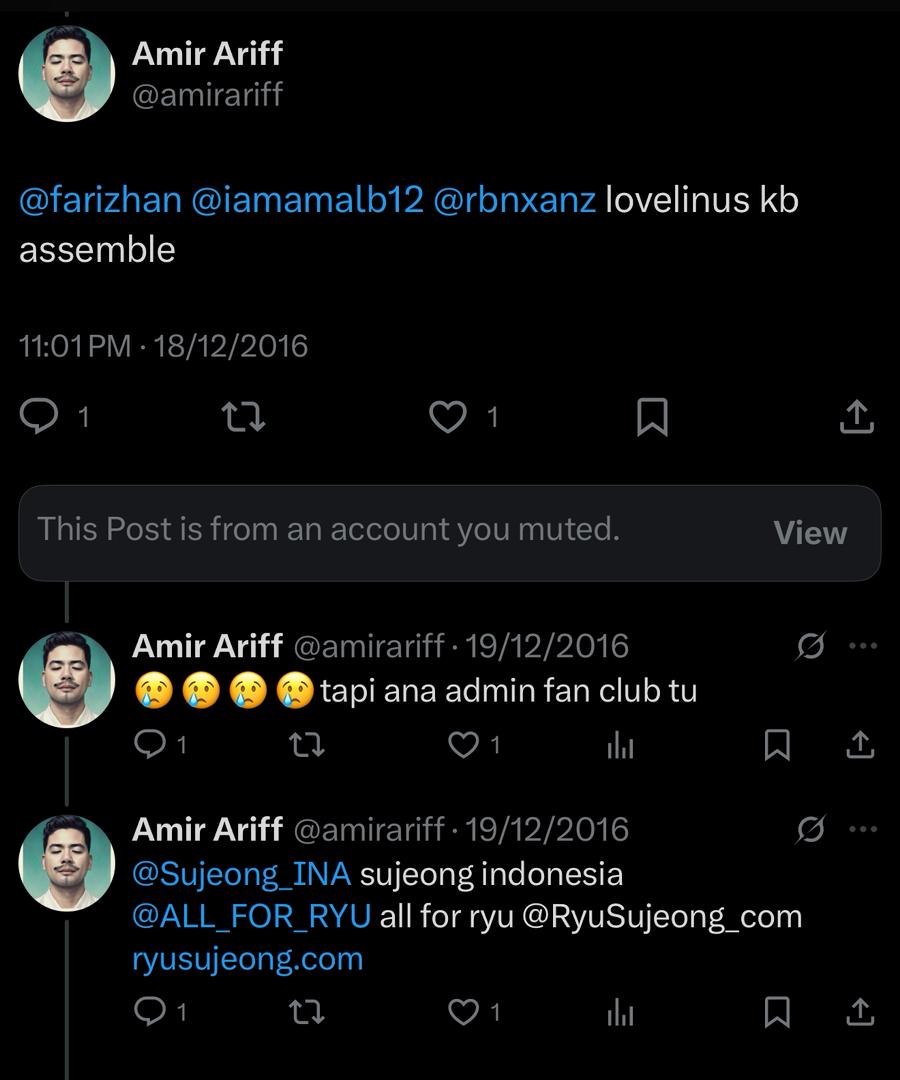 Amir Ariff
@amirariff
@farizhan @iamamalb12 @rbnxanz lovelinus kb
assemble
11:01 PM · 18/12/2016
1 1
This Post is from an account you muted. View
Amir Ariff @amirariff · 19/12/2016
😢😢😢😢tapi ana admin fan club tu
1 1
Amir Ariff @amirariff · 19/12/2016
@Sujeong_INA sujeong indonesia
@ALL_FOR_RYU all for ryu @RyuSujeong_com
ryusujeong.com
1 1